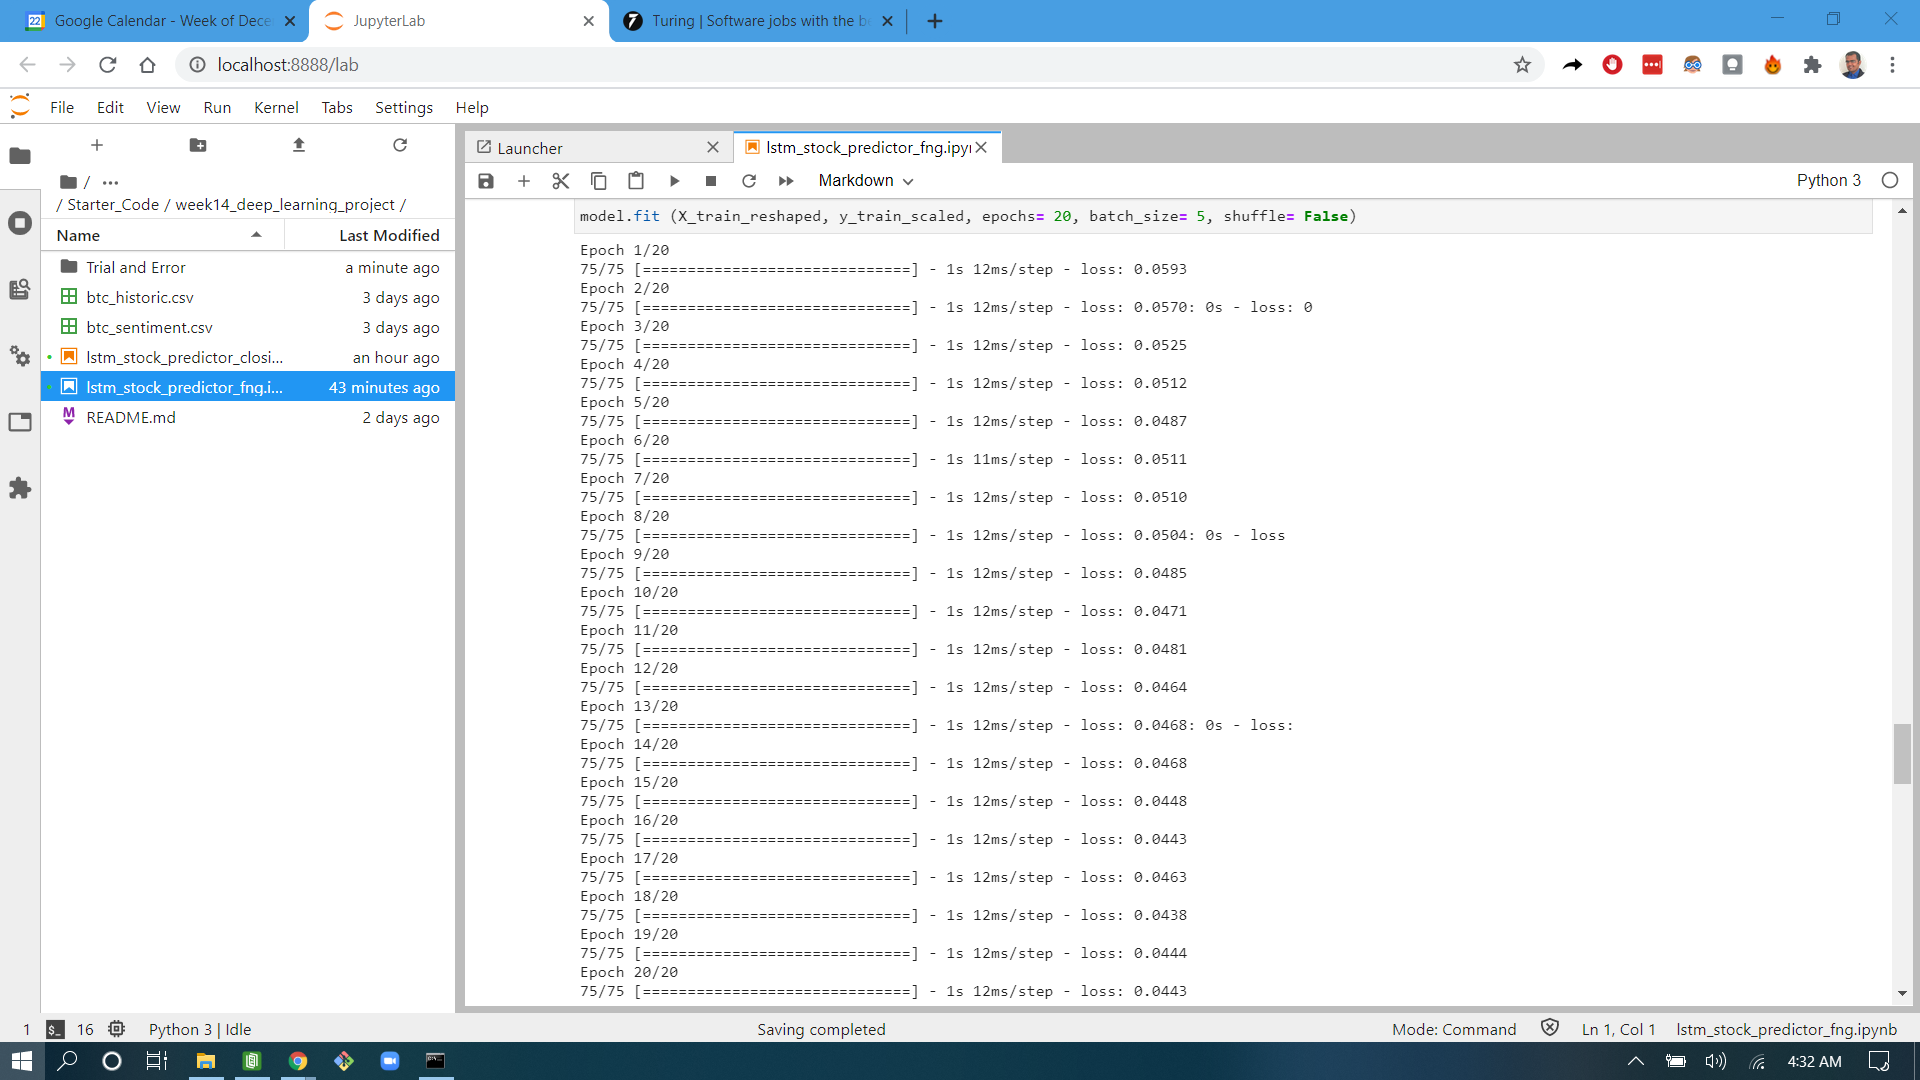 Google Calendar - Week of Dece
JupyterLab
Turing | Software jobs with the be
localhost:8888/lab
File Edit View Run Kernel Tabs Settings Help
/ ...
/ Starter_Code / week14_deep_learning_project /
Name Last Modified
Trial and Error a minute ago
btc_historic.csv 3 days ago
btc_sentiment.csv 3 days ago
lstm_stock_predictor_closi... an hour ago
lstm_stock_predictor_fng.i... 43 minutes ago
README.md 2 days ago
Launcher
lstm_stock_predictor_fng.ipyn
Markdown
Python 3
model.fit (X_train_reshaped, y_train_scaled, epochs= 20, batch_size= 5, shuffle= False)
Epoch 1/20
75/75 [==============================] - 1s 12ms/step - loss: 0.0593
Epoch 2/20
75/75 [==============================] - 1s 12ms/step - loss: 0.0570: 0s - loss: 0
Epoch 3/20
75/75 [==============================] - 1s 12ms/step - loss: 0.0525
Epoch 4/20
75/75 [==============================] - 1s 12ms/step - loss: 0.0512
Epoch 5/20
75/75 [==============================] - 1s 12ms/step - loss: 0.0487
Epoch 6/20
75/75 [==============================] - 1s 11ms/step - loss: 0.0511
Epoch 7/20
75/75 [==============================] - 1s 12ms/step - loss: 0.0510
Epoch 8/20
75/75 [==============================] - 1s 12ms/step - loss: 0.0504: 0s - loss
Epoch 9/20
75/75 [==============================] - 1s 12ms/step - loss: 0.0485
Epoch 10/20
75/75 [==============================] - 1s 12ms/step - loss: 0.0471
Epoch 11/20
75/75 [==============================] - 1s 12ms/step - loss: 0.0481
Epoch 12/20
75/75 [==============================] - 1s 12ms/step - loss: 0.0464
Epoch 13/20
75/75 [==============================] - 1s 12ms/step - loss: 0.0468: 0s - loss:
Epoch 14/20
75/75 [==============================] - 1s 12ms/step - loss: 0.0468
Epoch 15/20
75/75 [==============================] - 1s 12ms/step - loss: 0.0448
Epoch 16/20
75/75 [==============================] - 1s 12ms/step - loss: 0.0443
Epoch 17/20
75/75 [==============================] - 1s 12ms/step - loss: 0.0463
Epoch 18/20
75/75 [==============================] - 1s 12ms/step - loss: 0.0438
Epoch 19/20
75/75 [==============================] - 1s 12ms/step - loss: 0.0444
Epoch 20/20
75/75 [==============================] - 1s 12ms/step - loss: 0.0443
1 16 Python 3 | Idle Saving completed Mode: Command Ln 1, Col 1 lstm_stock_predictor_fng.ipynb
4:32 AM